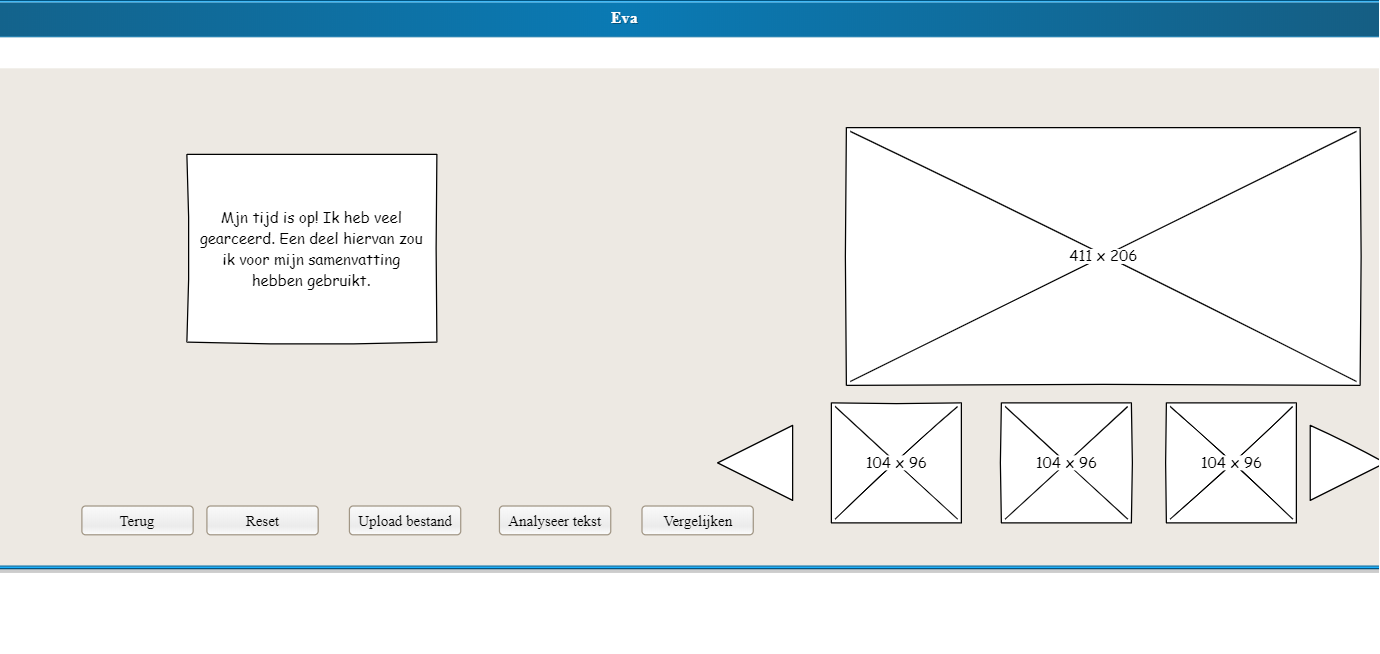 Eva
Mjn tijd is op! Ik heb veel
gearceerd. Een deel hiervan zou
ik voor mijn samenvatting
hebben gebruikt.
411 x 206
104 x 96
104 x 96
104 x 96
Terug
Reset
Upload bestand
Analyseer tekst
Vergelijken